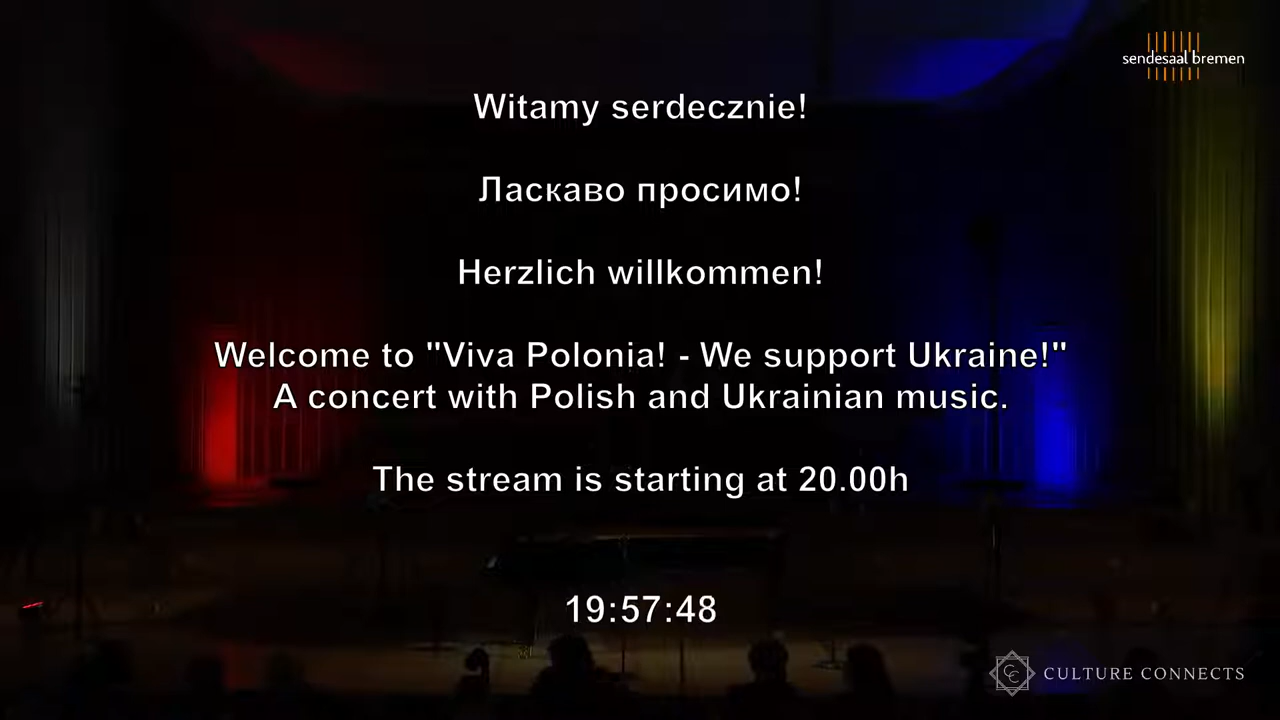 sendesaal bremen
Witamy serdecznie!
Ласкаво просимо!
Herzlich willkommen!
Welcome to "Viva Polonia! - We support Ukraine!"
A concert with Polish and Ukrainian music.
The stream is starting at 20.00h
19:57:48
CC CULTURE CONNECTS